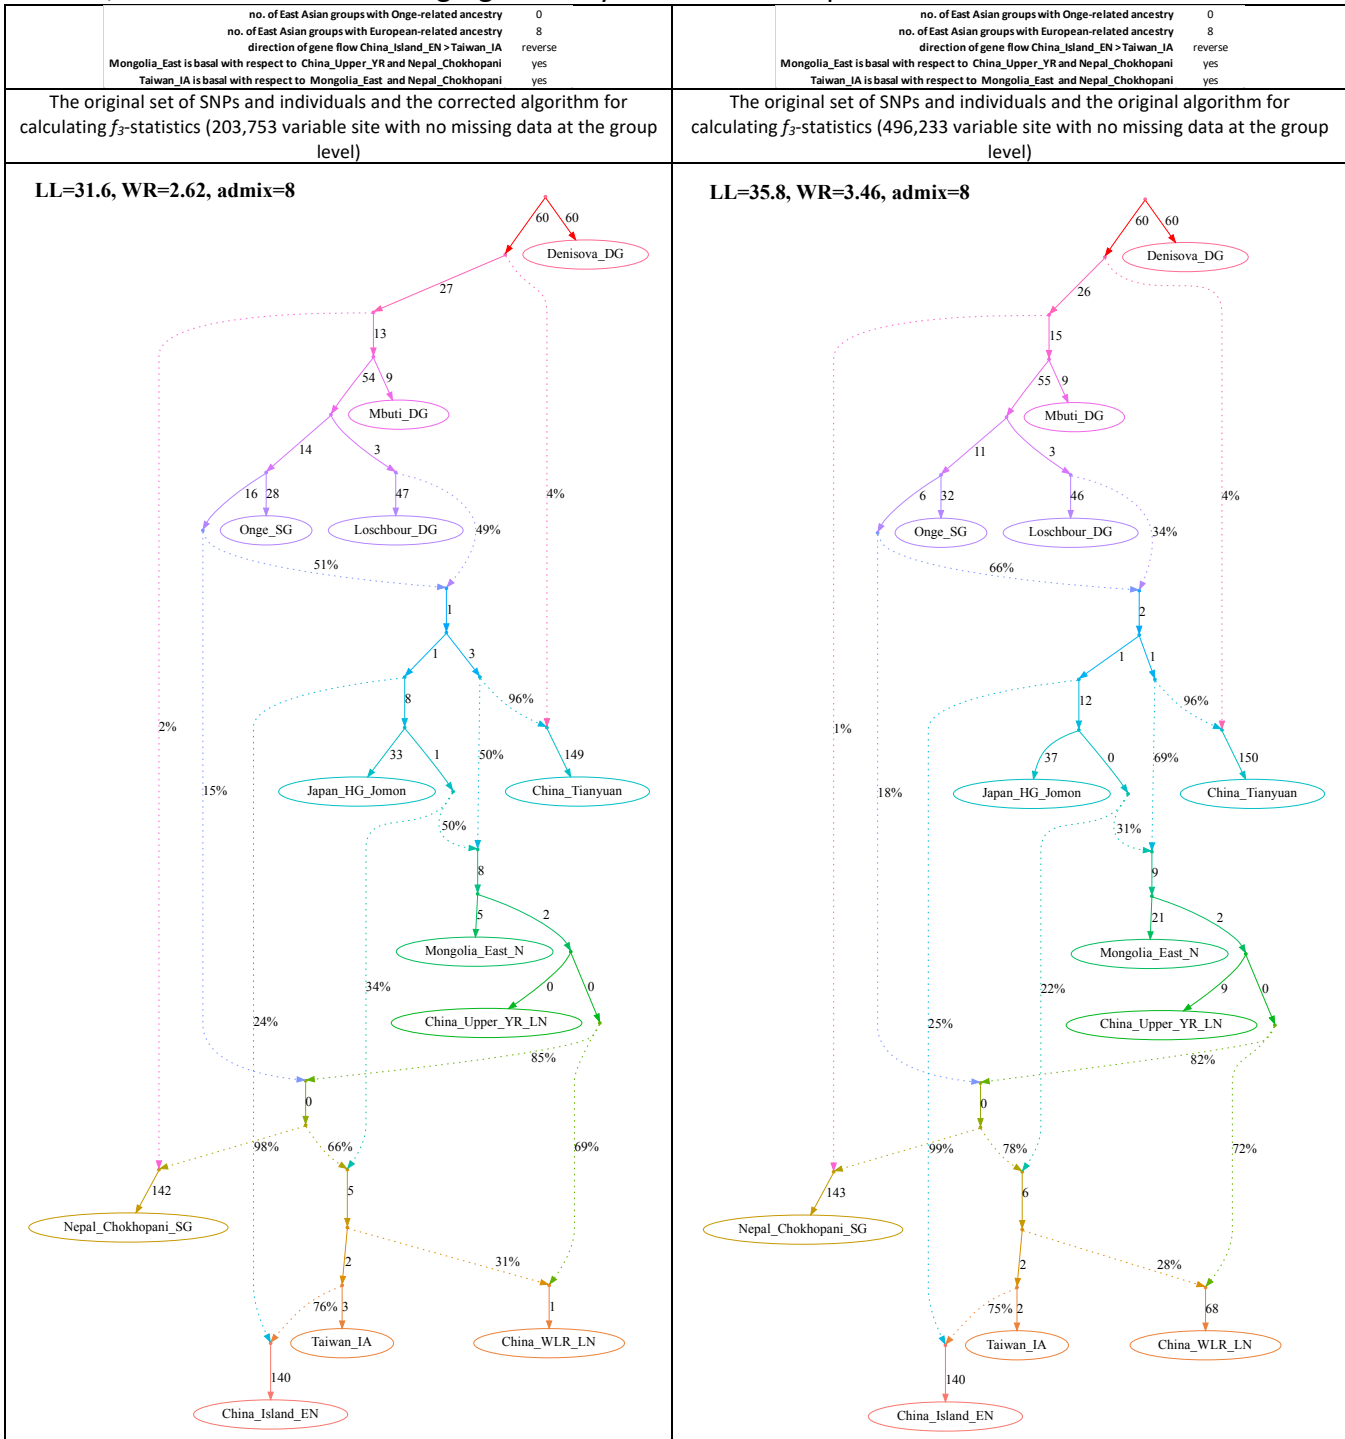 no. of East Asian groups with Onge-related ancestry 0
no. of East Asian groups with European-related ancestry 8
direction of gene flow China_Island_EN > Taiwan_IA reverse
Mongolia_East is basal with respect to China_Upper_YR and Nepal_Chokhopani yes
Taiwan_IA is basal with respect to Mongolia_East and Nepal_Chokhopani yes
The original set of SNPs and individuals and the corrected algorithm for
calculating f3-statistics (203,753 variable site with no missing data at the group
level)
LL=31.6, WR=2.62, admix=8
60 60
Denisova_DG
27
13
54 9
Mbuti_DG
14 3
16 28 47 4%
Onge_SG Loschbour_DG 49%
51%
1
1 3
8 96%
2% 33 1 50% 149
15% Japan_HG_Jomon China_Tianyuan
50%
8
5 2
Mongolia_East_N
34% 0 0
24% China_Upper_YR_LN
85%
0
98% 66% 69%
142 5
Nepal_Chokhopani_SG
2 31%
76% 3 1
Taiwan_IA China_WLR_LN
140
China_Island_EN
no. of East Asian groups with Onge-related ancestry 0
no. of East Asian groups with European-related ancestry 8
direction of gene flow China_Island_EN > Taiwan_IA reverse
Mongolia_East is basal with respect to China_Upper_YR and Nepal_Chokhopani yes
Taiwan_IA is basal with respect to Mongolia_East and Nepal_Chokhopani yes
The original set of SNPs and individuals and the original algorithm for
calculating f3-statistics (496,233 variable site with no missing data at the group
level)
LL=35.8, WR=3.46, admix=8
60 60
Denisova_DG
26
15
55 9
Mbuti_DG
11 3
6 32 46 4%
Onge_SG Loschbour_DG 34%
66%
2
1 1
12 96%
1% 37 0 69% 150
18% Japan_HG_Jomon China_Tianyuan
31%
9
21 2
Mongolia_East_N
22% 9 0
25% China_Upper_YR_LN
82%
0
99% 78% 72%
143 6
Nepal_Chokhopani_SG
2 28%
75% 2 68
Taiwan_IA China_WLR_LN
140
China_Island_EN